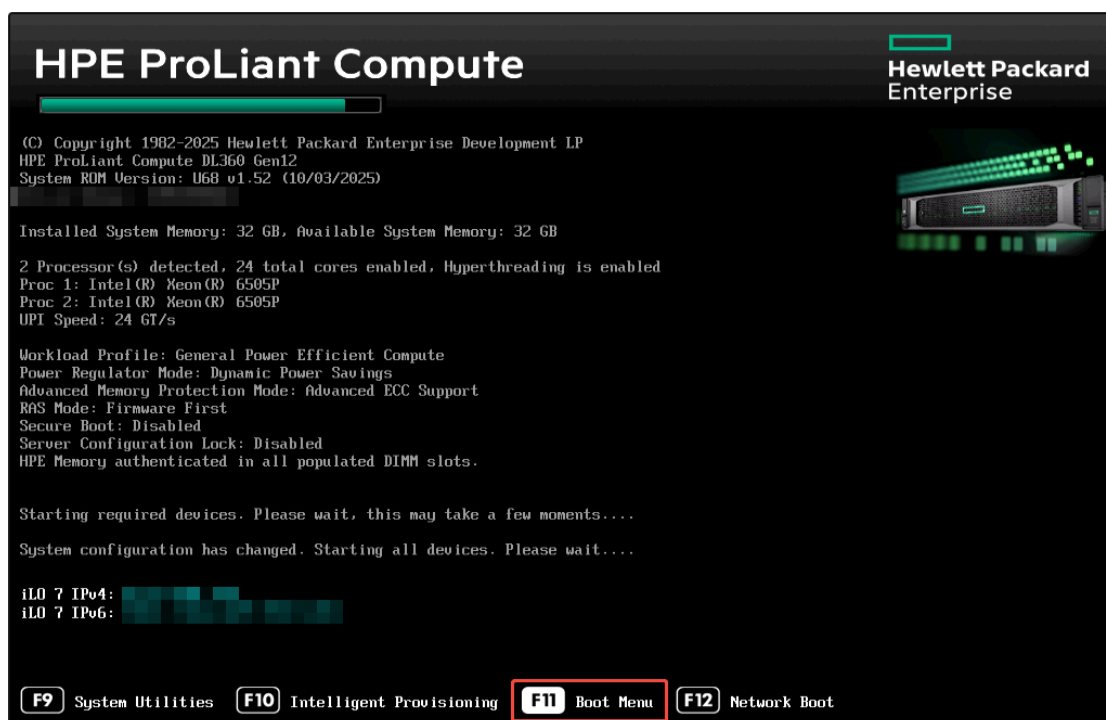 HPE ProLiant Compute
Hewlett Packard
Enterprise
(C) Copyright 1982-2025 Hewlett Packard Enterprise Development LP
HPE ProLiant Compute DL360 Gen12
System ROM Version: U68 v1.52 (10/03/2025)
Installed System Memory: 32 GB, Available System Memory: 32 GB
2 Processor(s) detected, 24 total cores enabled, Hyperthreading is enabled
Proc 1: Intel(R) Xeon(R) 6505P
Proc 2: Intel(R) Xeon(R) 6505P
UPI Speed: 24 GT/s
Workload Profile: General Power Efficient Compute
Power Regulator Mode: Dynamic Power Savings
Advanced Memory Protection Mode: Advanced ECC Support
RAS Mode: Firmware First
Secure Boot: Disabled
Server Configuration Lock: Disabled
HPE Memory authenticated in all populated DIMM slots.
Starting required devices. Please wait, this may take a few moments....
System configuration has changed. Starting all devices. Please wait....
iLO 7 IPv4:
iLO 7 IPv6:
F9 System Utilities F10 Intelligent Provisioning F11 Boot Menu F12 Network Boot